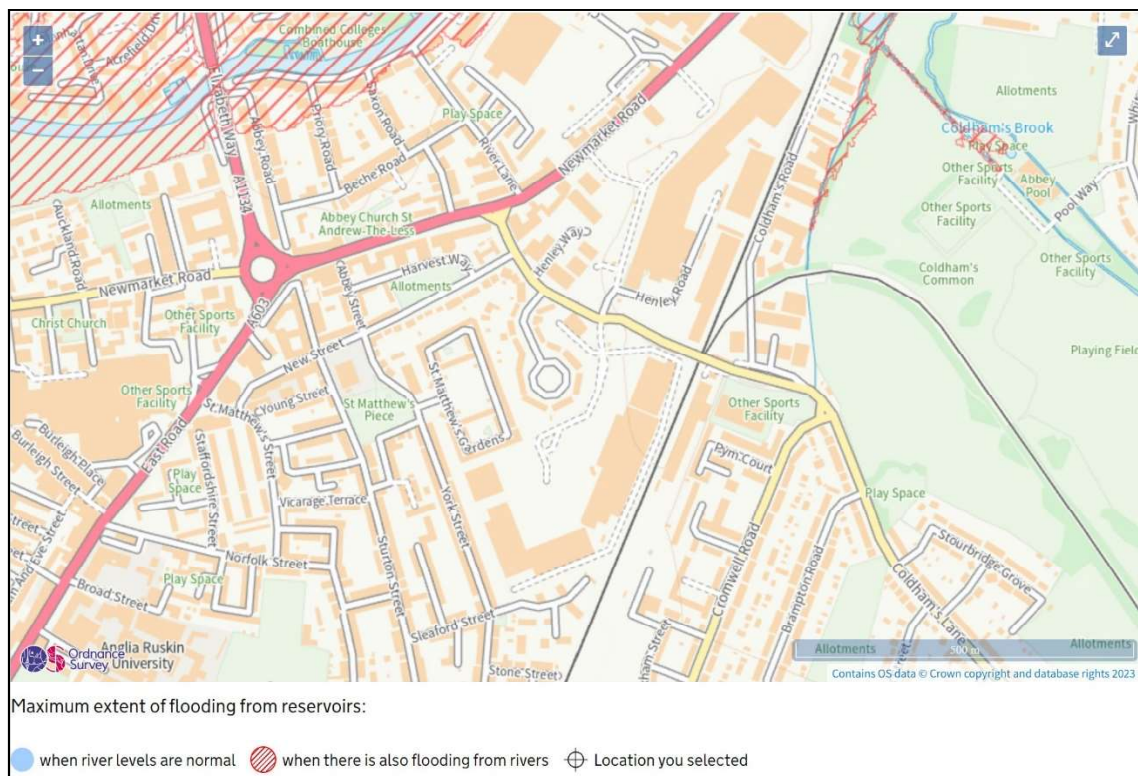 +
−
Combined Colleges
Boathouse
Acrefield Drive
Elizabeth Way
A1134
Abbey Road
Priory Road
Saxon Road
Beche Road
Play Space
River Lane
Newmarket Road
Coldham's Road
Allotments
Coldham's Brook
Play Space
Other Sports
Facility
Abbey
Pool
Pool Way
Other Sports
Facility
Other Sports
Facility
Coldham's
Common
Playing Field
Auckland Road
Allotments
Abbey Church St
Andrew-The-Less
Henley Way
Henley Road
Newmarket Road
Harvest Way
Allotments
Abbey Street
A603
Christ Church
Other Sports
Facility
New Street
Young Street
St Matthew's
Piece
St. Matthew's Gardens
Other Sports
Facility
St. Matthew's Street
East Road
Burleigh Place
Burleigh Street
Staffordshire Street
Play
Space
Vicarage Terrace
York Street
Sturton Street
Norfolk Street
Play Space
Broad Street
Anglia Ruskin
University
Sleaford Street
Stone Street
Other Sports
Facility
Pym Court
Cromwell Road
Brampton Road
Play Space
Stourbridge Grove
Coldham's Lane
Allotments
Allotments
500 m
Ordnance
Survey
Contains OS data © Crown copyright and database rights 2023
Maximum extent of flooding from reservoirs:
when river levels are normal when there is also flooding from rivers Location you selected